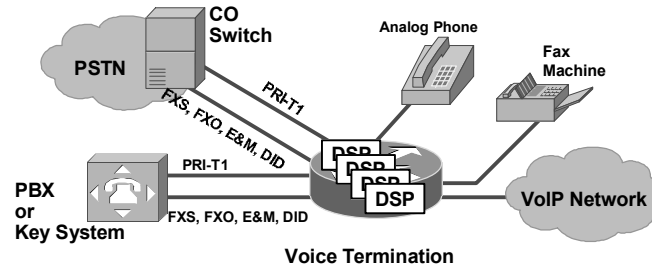 CO
Switch
PSTN
Analog Phone
Fax
Machine
PRI-T1
FXS, FXO, E&M, DID
DSP
DSP
DSP
DSP
PRI-T1
PBX
or
Key System
FXS, FXO, E&M, DID
VoIP Network
Voice Termination